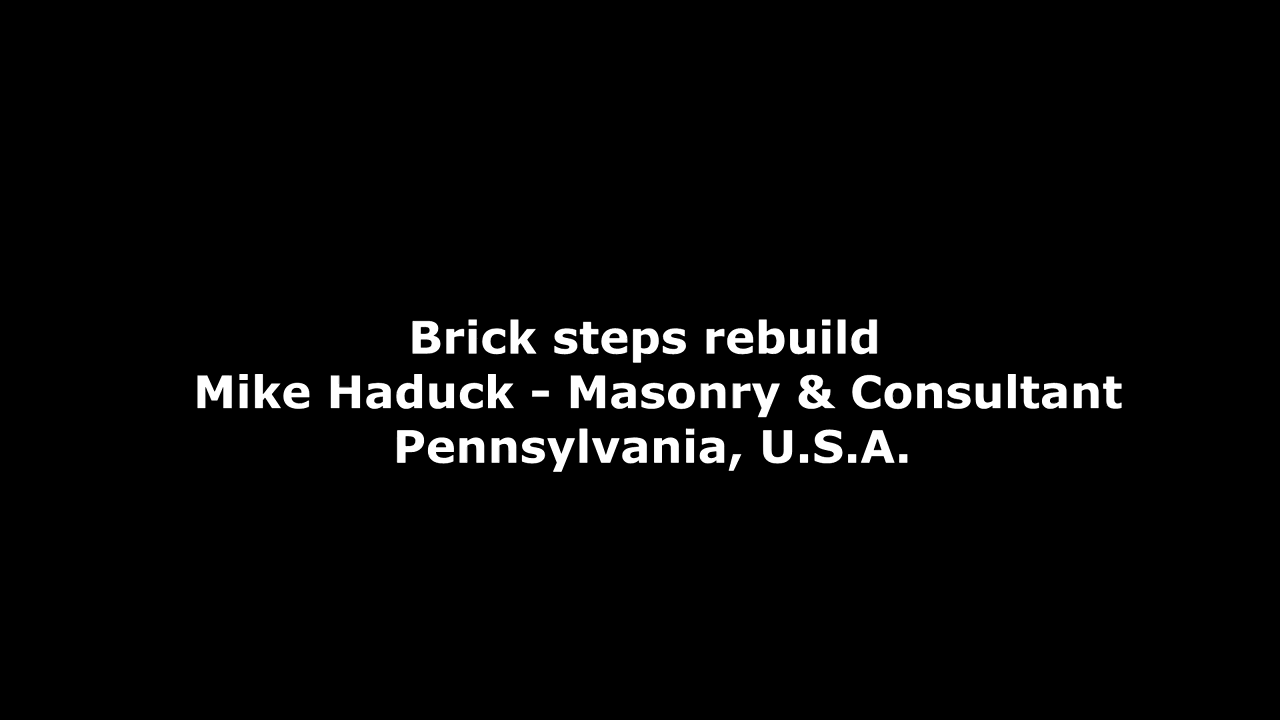 Brick steps rebuild
Mike Haduck - Masonry & Consultant
Pennsylvania, U.S.A.